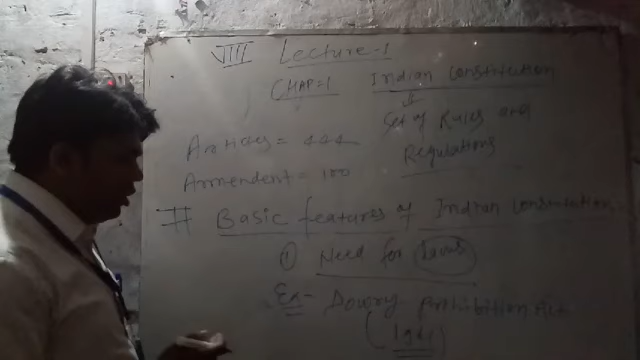 VIII Lecture-1
CHAP=1 Indian constitution
Set of Rules and
Regulations
Articles = 444
Ammendent = 100
# Basic features of Indian constitution
① Need for Laws
Ex- Dowry prohibition Act
(1961)